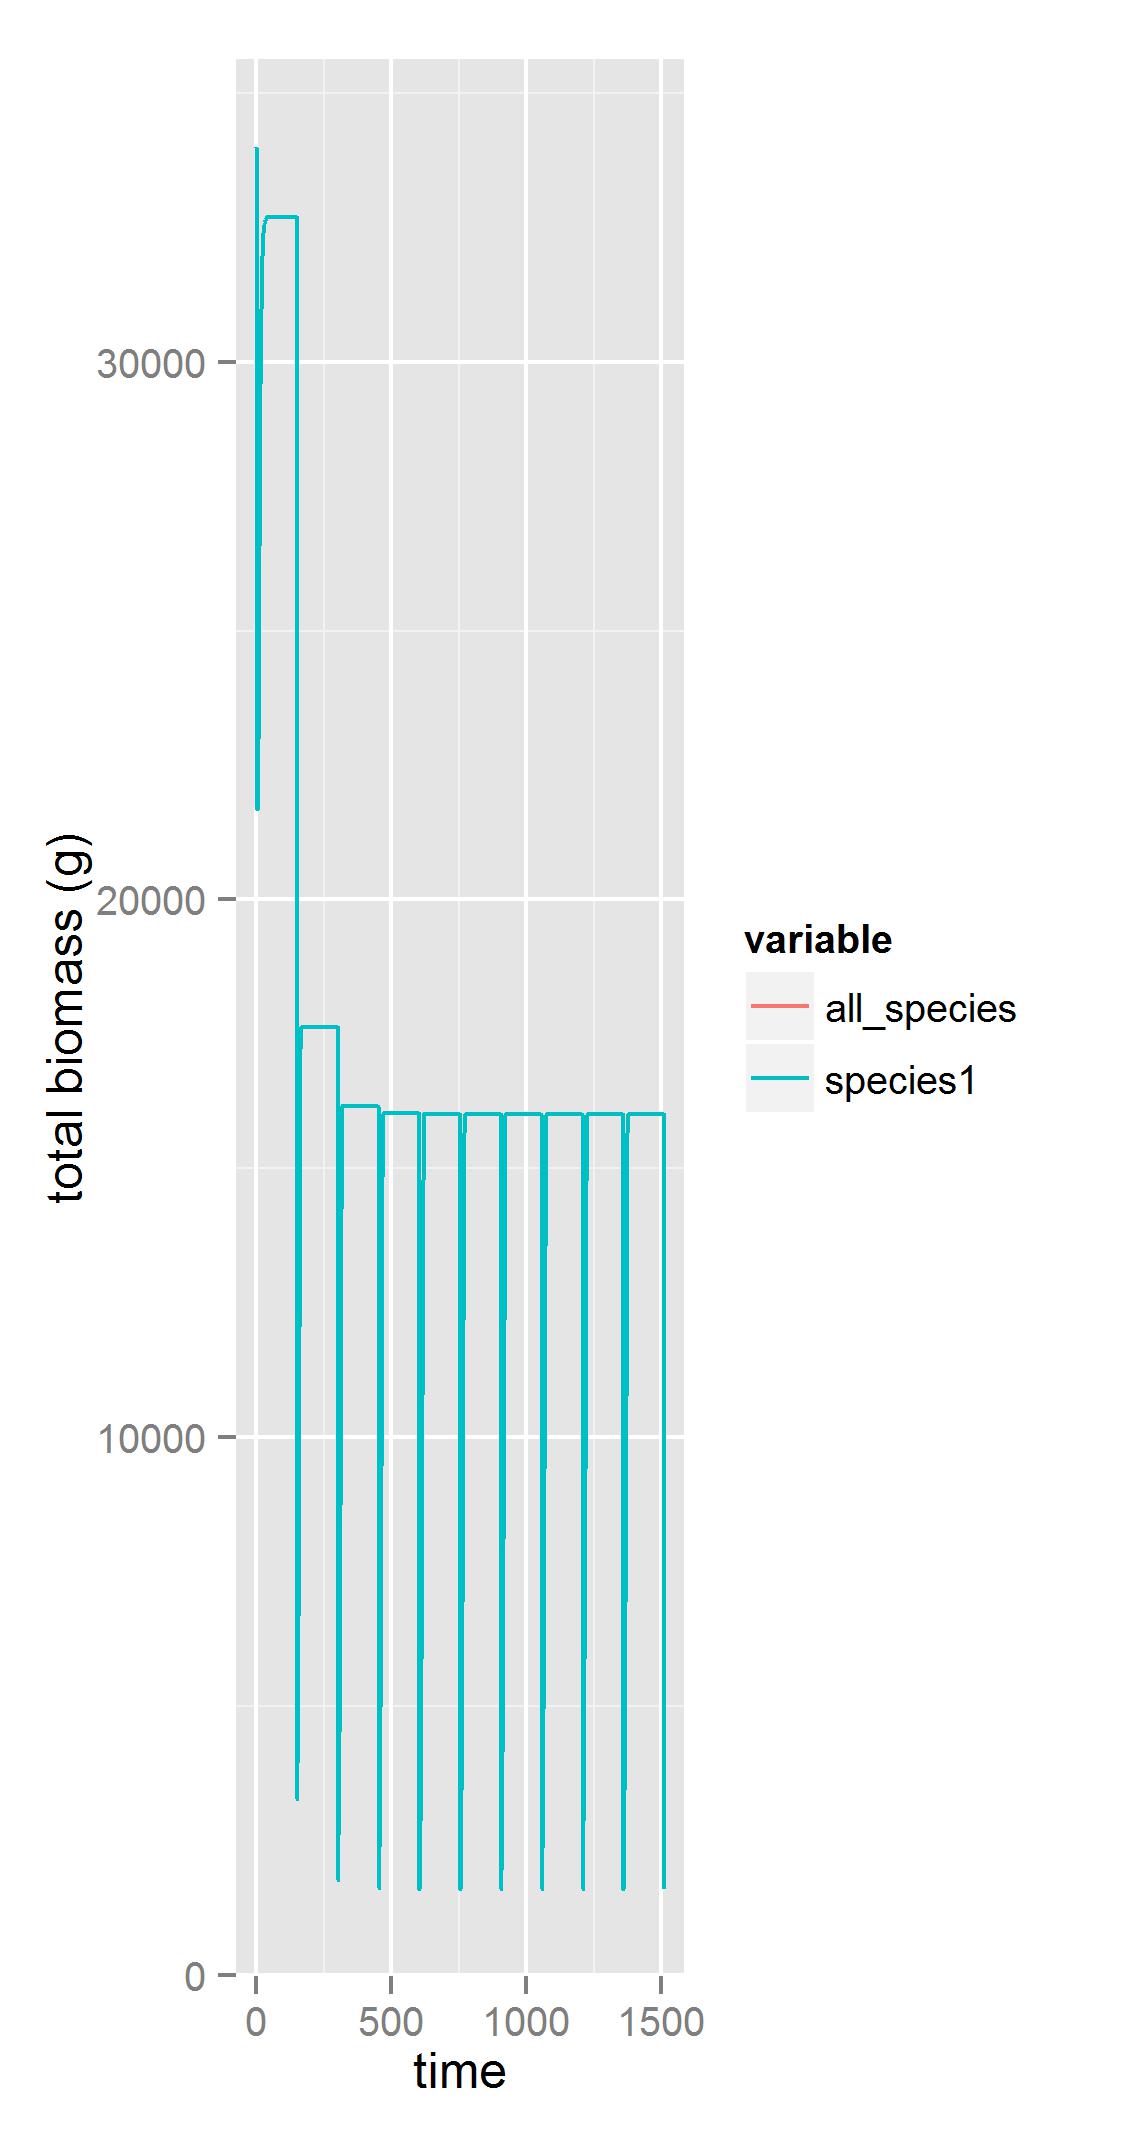 total biomass (g)
30000
20000
10000
0
0 500 1000 1500
time
variable
all_species
species1